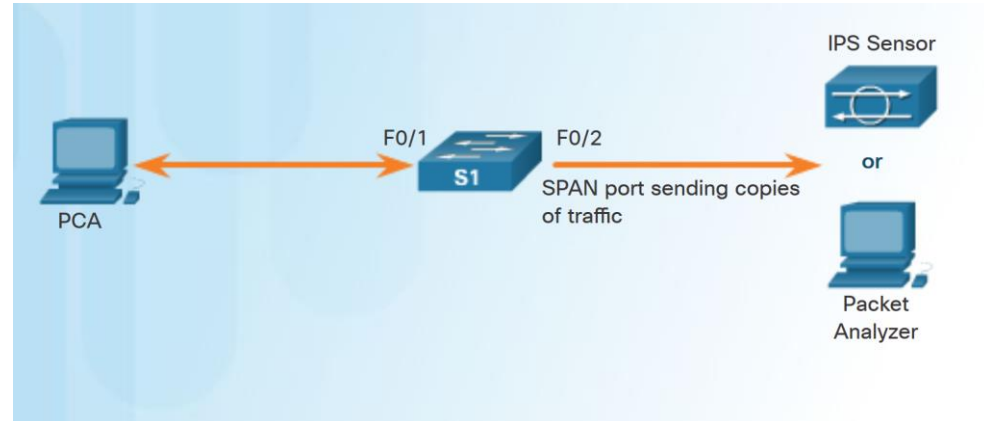 IPS Sensor
F0/1
F0/2
or
S1
SPAN port sending copies
of traffic
PCA
Packet
Analyzer